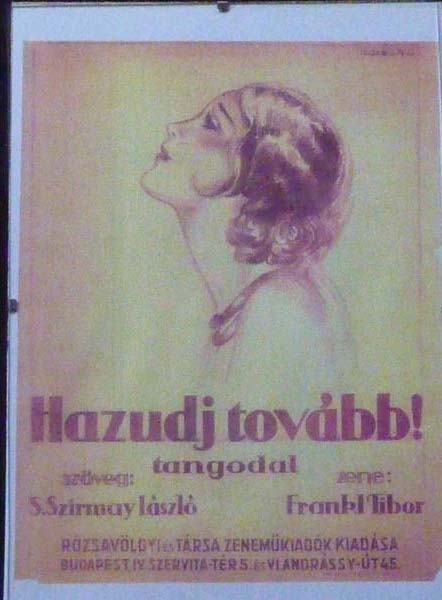 Hazudj tovább!
tangodal
szöveg: zene:
S.Szirmay László Frankl Tibor
RÓZSAVÖLGYI és TÁRSA ZENEMŰKIADÓK KIADÁSA
BUDAPEST, IV. SZERVITA-TÉR 5. és VI. ANDRÁSSY-ÚT 45.